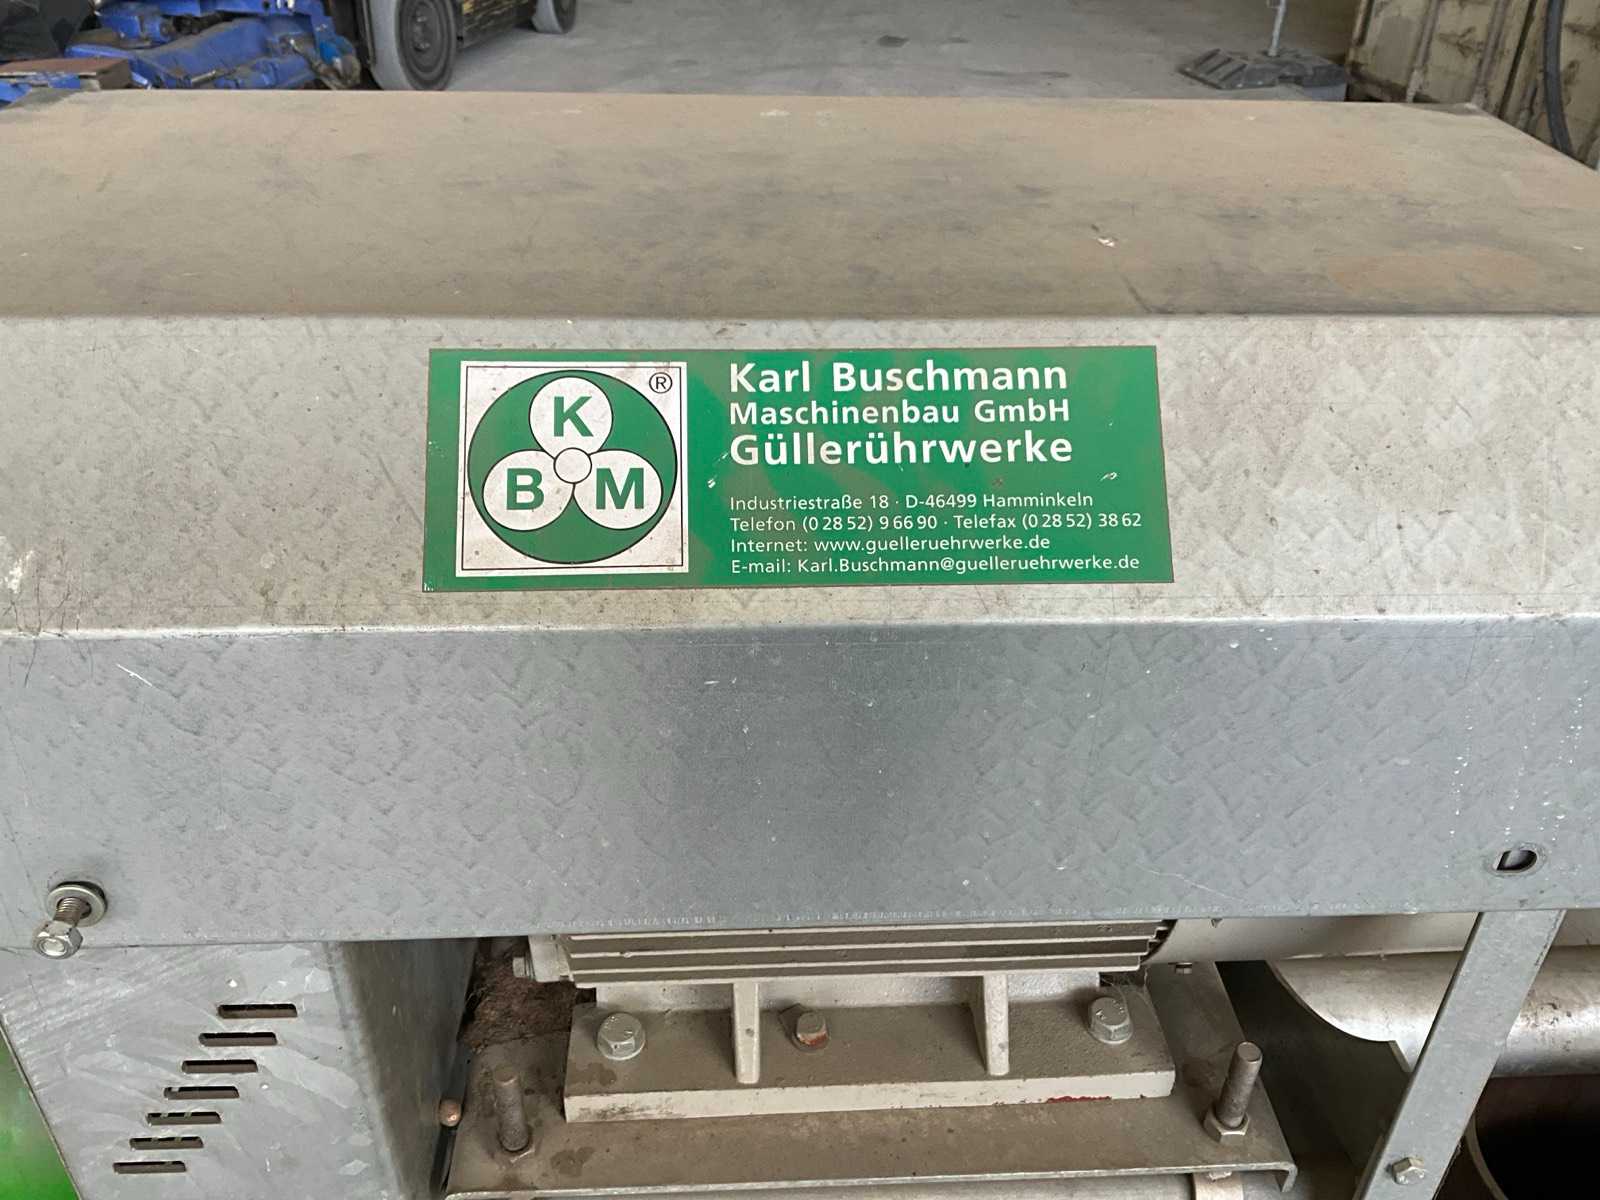 K
B M
®
Karl Buschmann
Maschinenbau GmbH
Güllerührwerke
Industriestraße 18 · D-46499 Hamminkeln
Telefon (0 28 52) 9 66 90 · Telefax (0 28 52) 38 62
Internet: www.guelleruehrwerke.de
E-mail: Karl.Buschmann@guelleruehrwerke.de